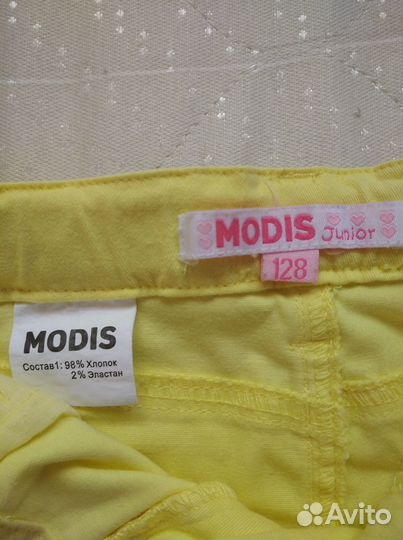 MODIS Junior
128
MODIS
Состав1: 98% Хлопок
2% Эластан
Avito